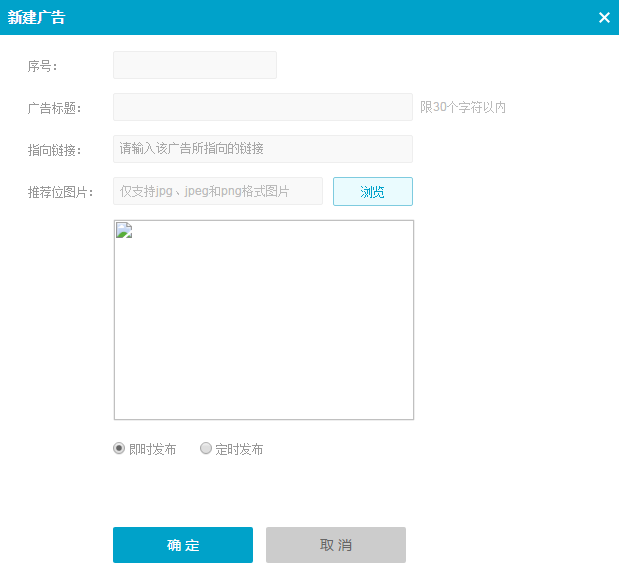 新建广告
序号：
广告标题： 限30个字符以内
指向链接： 请输入该广告所指向的链接
推荐位图片： 仅支持jpg、jpeg和png格式图片 浏览
即时发布 定时发布
确 定 取 消